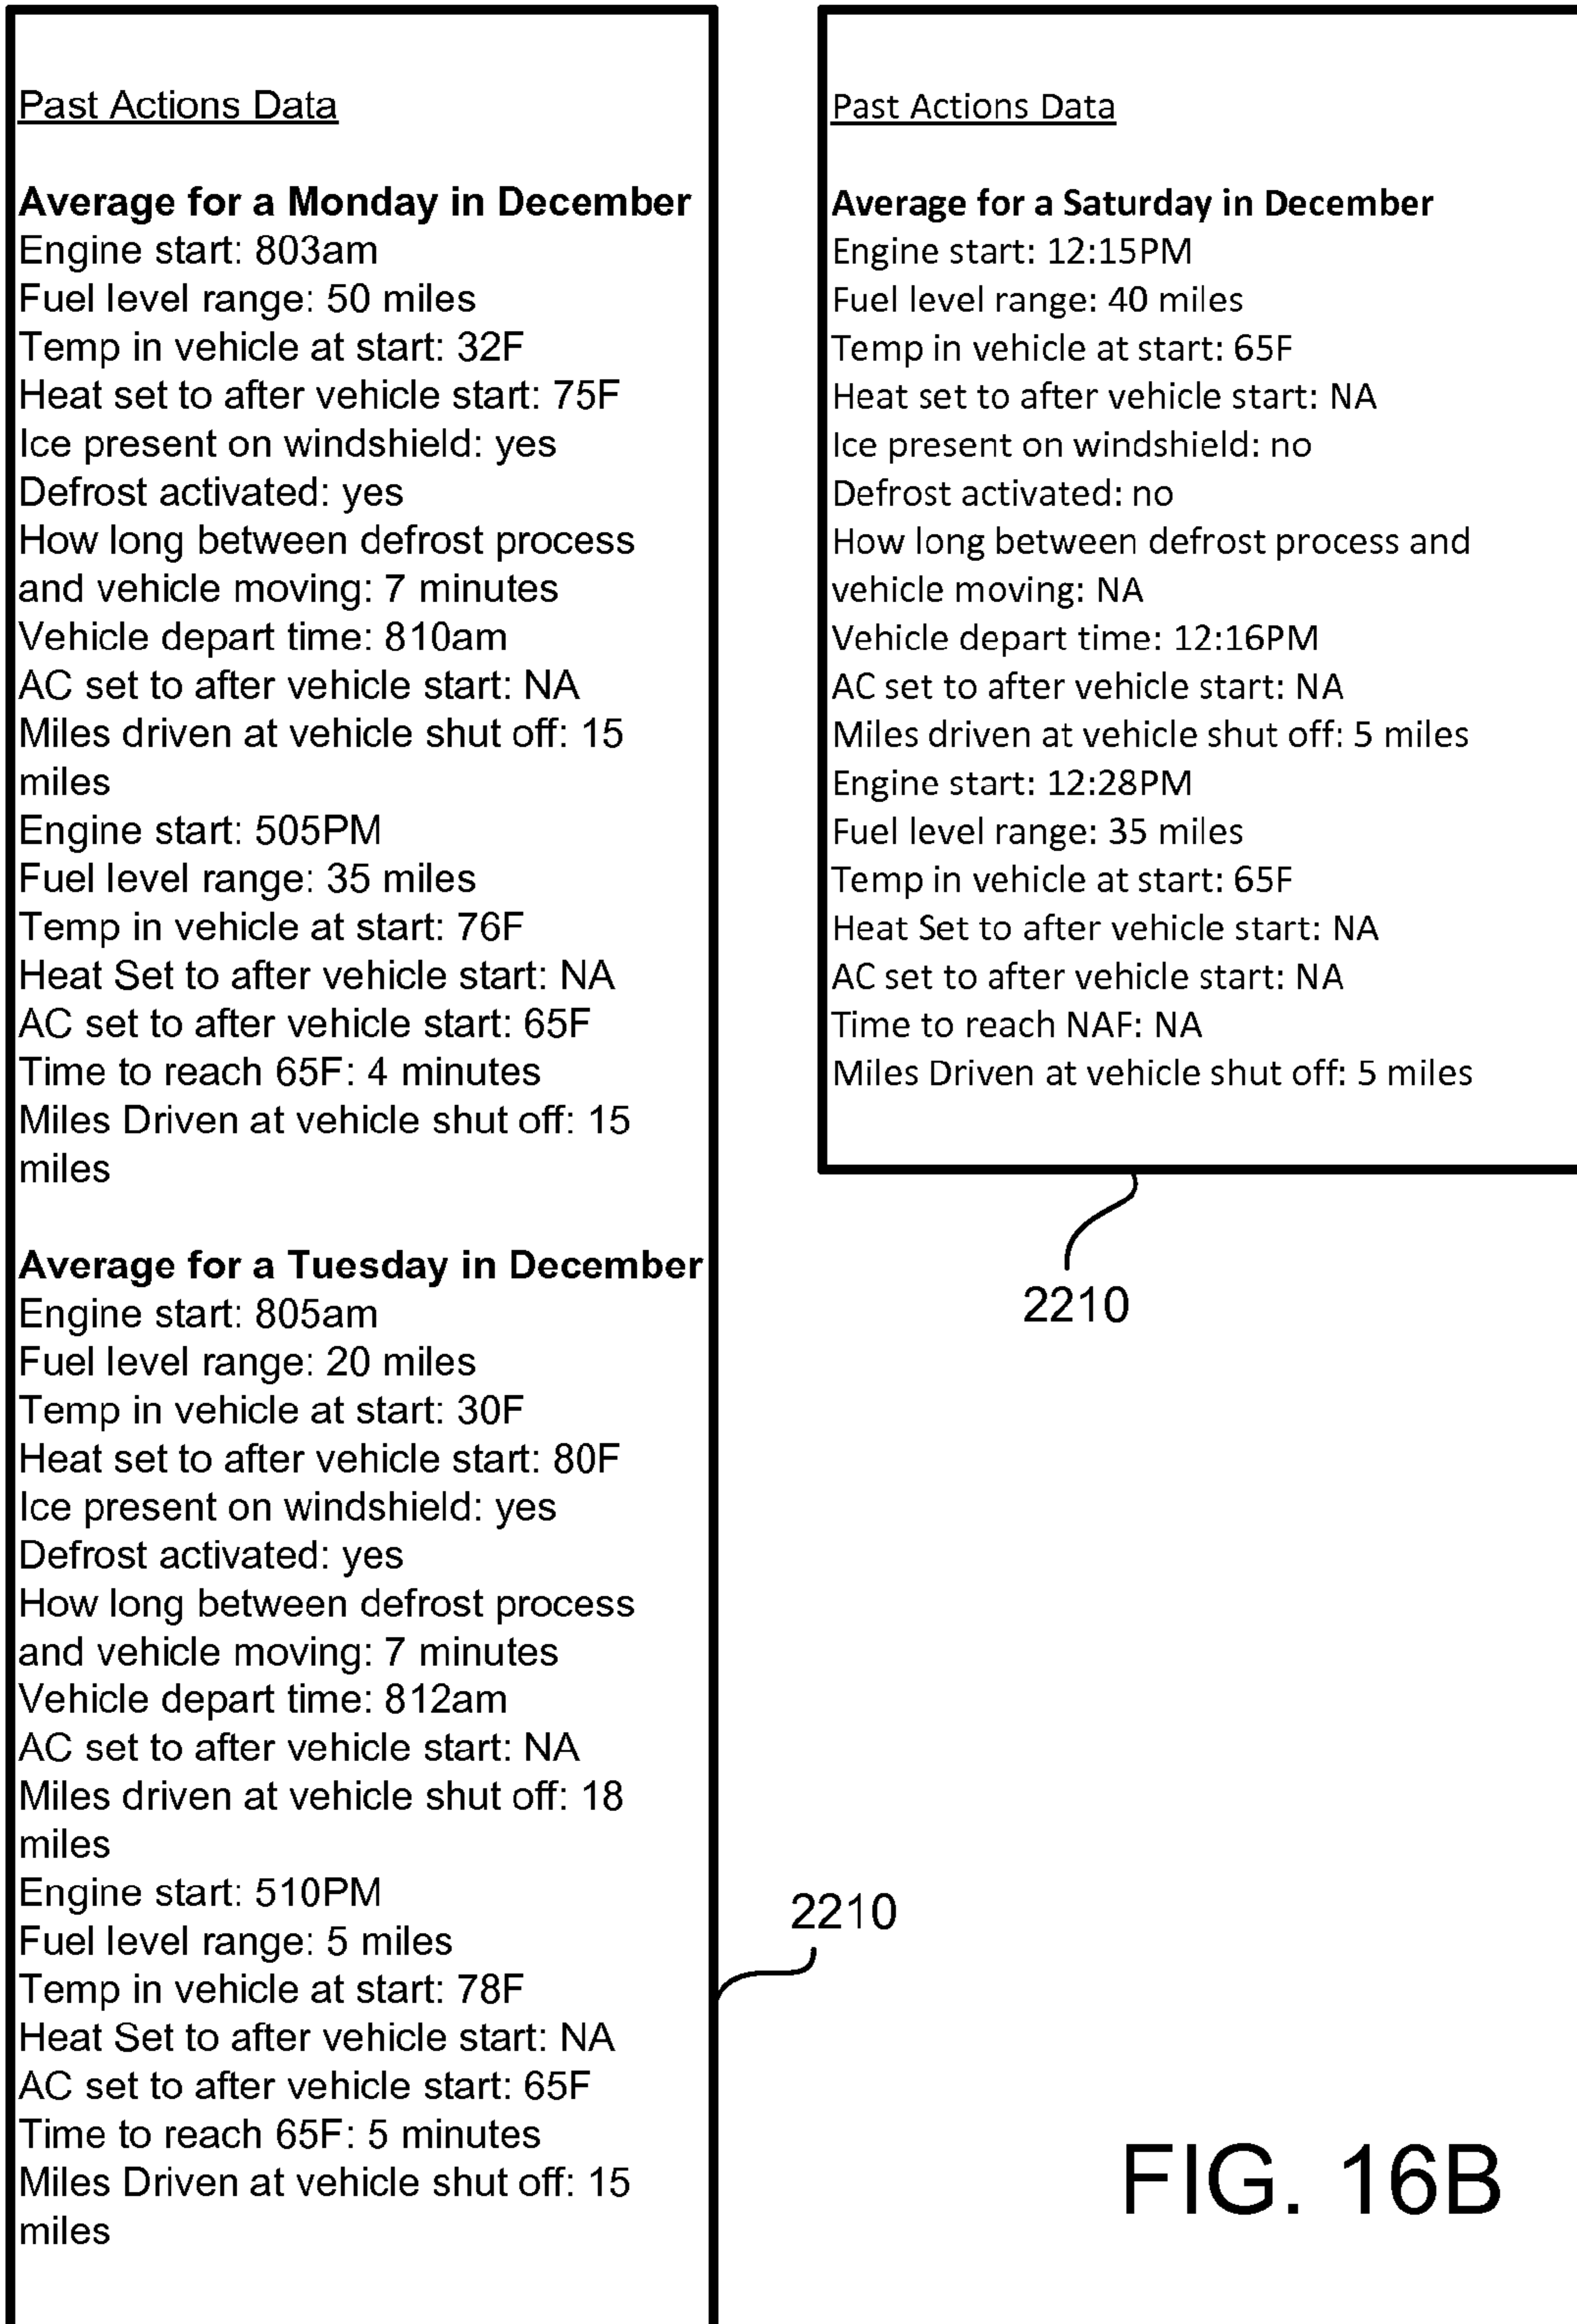 Past Actions Data
Average for a Monday in December
Engine start: 803am
Fuel level range: 50 miles
Temp in vehicle at start: 32F
Heat set to after vehicle start: 75F
Ice present on windshield: yes
Defrost activated: yes
How long between defrost process
and vehicle moving: 7 minutes
Vehicle depart time: 810am
AC set to after vehicle start: NA
Miles driven at vehicle shut off: 15
miles
Engine start: 505PM
Fuel level range: 35 miles
Temp in vehicle at start: 76F
Heat Set to after vehicle start: NA
AC set to after vehicle start: 65F
Time to reach 65F: 4 minutes
Miles Driven at vehicle shut off: 15
miles
Average for a Tuesday in December
Engine start: 805am
Fuel level range: 20 miles
Temp in vehicle at start: 30F
Heat set to after vehicle start: 80F
Ice present on windshield: yes
Defrost activated: yes
How long between defrost process
and vehicle moving: 7 minutes
Vehicle depart time: 812am
AC set to after vehicle start: NA
Miles driven at vehicle shut off: 18
miles
Engine start: 510PM
Fuel level range: 5 miles
Temp in vehicle at start: 78F
Heat Set to after vehicle start: NA
AC set to after vehicle start: 65F
Time to reach 65F: 5 minutes
Miles Driven at vehicle shut off: 15
miles
2210
Past Actions Data
Average for a Saturday in December
Engine start: 12:15PM
Fuel level range: 40 miles
Temp in vehicle at start: 65F
Heat set to after vehicle start: NA
Ice present on windshield: no
Defrost activated: no
How long between defrost process and
vehicle moving: NA
Vehicle depart time: 12:16PM
AC set to after vehicle start: NA
Miles driven at vehicle shut off: 5 miles
Engine start: 12:28PM
Fuel level range: 35 miles
Temp in vehicle at start: 65F
Heat Set to after vehicle start: NA
AC set to after vehicle start: NA
Time to reach NAF: NA
Miles Driven at vehicle shut off: 5 miles
2210
FIG. 16B